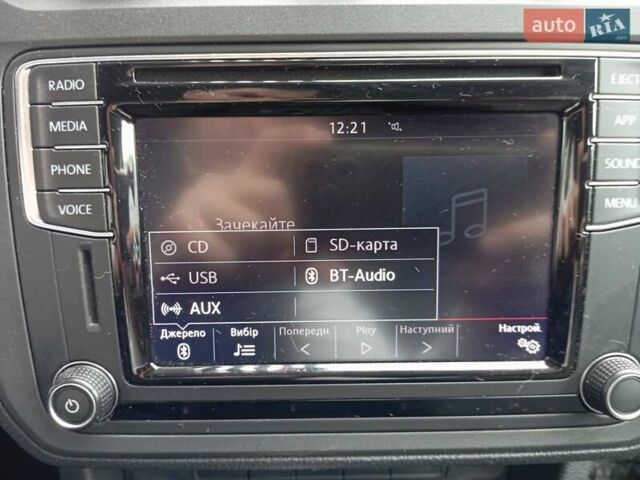 auto RIA .com
RADIO
MEDIA
PHONE
VOICE
EJECT
APP
SOUND
MENU
12:21
Зачекайте
CD
SD-карта
USB
BT-Audio
AUX
Джерело Вибір Попередн. Play Наступний Настрой.